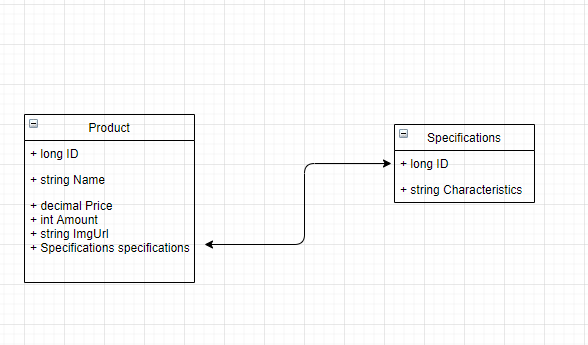 Product
+ long ID
+ string Name
+ decimal Price
+ int Amount
+ string ImgUrl
+ Specifications specifications
Specifications
+ long ID
+ string Characteristics